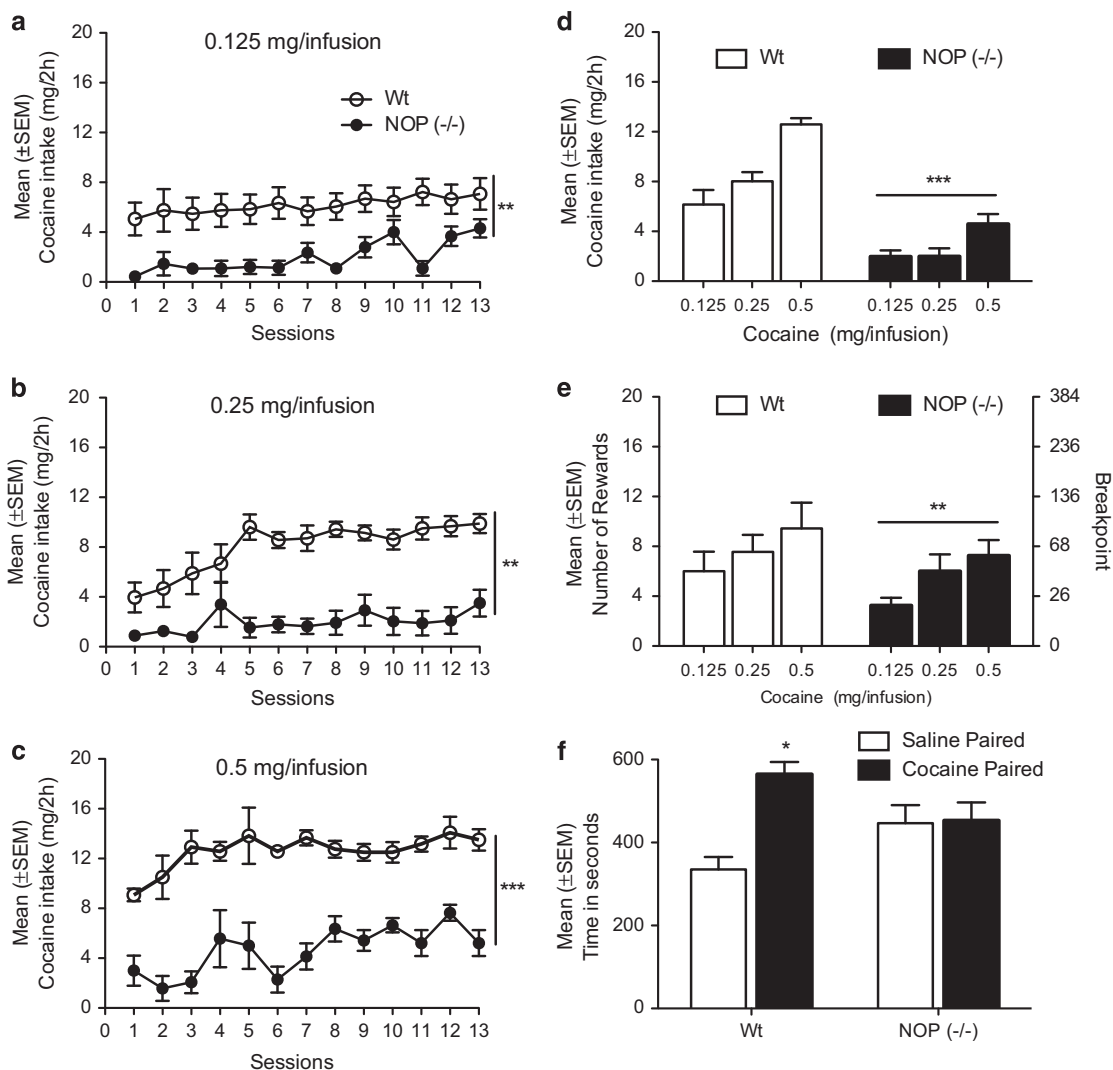 a
0.125 mg/infusion
Mean (±SEM)
Cocaine intake (mg/2h)
20
16
12
8
4
0
Wt
NOP (-/-)
**
0 1 2 3 4 5 6 7 8 9 10 11 12 13
Sessions
b
0.25 mg/infusion
Mean (±SEM)
Cocaine intake (mg/2h)
20
16
12
8
4
0
**
0 1 2 3 4 5 6 7 8 9 10 11 12 13
Sessions
c
0.5 mg/infusion
Mean (±SEM)
Cocaine intake (mg/2h)
20
16
12
8
4
0
***
0 1 2 3 4 5 6 7 8 9 10 11 12 13
Sessions
d
Wt NOP (-/-)
Mean (±SEM)
Cocaine intake (mg/2h)
20
16
12
8
4
0
***
0.125 0.25 0.5 0.125 0.25 0.5
Cocaine (mg/infusion)
e
Wt NOP (-/-)
Mean (±SEM)
Number of Rewards
20
16
12
8
4
0
**
384
236
136
68
26
0
Breakpoint
0.125 0.25 0.5 0.125 0.25 0.5
Cocaine (mg/infusion)
f
Saline Paired
Cocaine Paired
Mean (±SEM)
Time in seconds
600
400
200
0
*
Wt NOP (-/-)